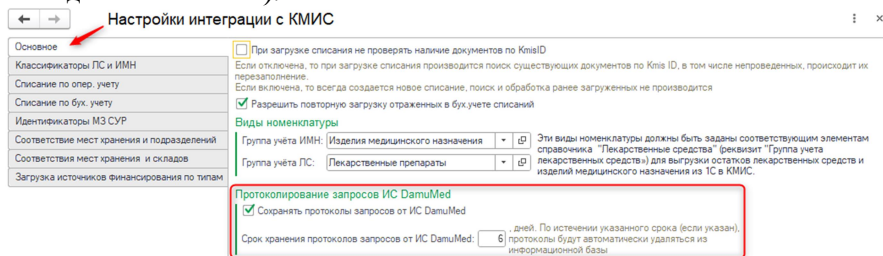 Настройки интеграции с КМИС
Основное
Классификаторы ЛС и ИМН
Списание по опер. учету
Списание по бух. учету
Идентификаторы МЗ СУР
Соответствие мест хранения и подразделений
Соответствия мест хранения и складов
Загрузка источников финансирования по типам
При загрузке списания не проверять наличие документов по KmisID
Если отключена, то при загрузке списания производится поиск существующих документов по Kmis ID, в том числе непроведенных, происходит их
перезаполнение.
Если включена, то всегда создается новое списание, поиск и обработка ранее загруженных не производится
Разрешить повторную загрузку отраженных в бух.учете списаний
Виды номенклатуры
Группа учёта ИМН: Изделия медицинского назначения
Группа учёта ЛС: Лекарственные препараты
Эти виды номенклатуры должны быть заданы соответствующим элементам
справочника "Лекарственные средства" (реквизит "Группа учета
лекарственных средств») для выгрузки остатков лекарственных средств и
изделий медицинского назначения из 1С в КМИС.
Протоколирование запросов ИС DamuMed
Сохранять протоколы запросов от ИС DamuMed
Срок хранения протоколов запросов от ИС DamuMed: 6
, дней. По истечении указанного срока (если указан),
протоколы будут автоматически удаляться из
информационной базы